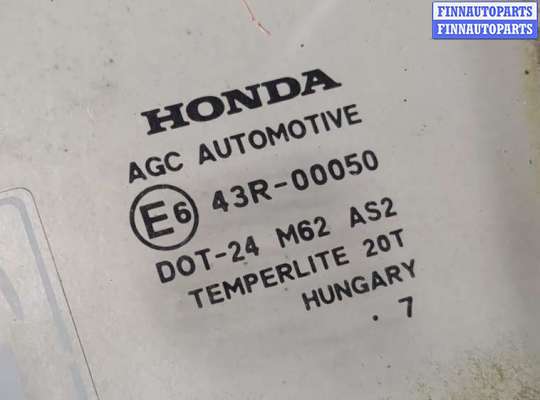 FINNAUTOPARTS
FINNAUTOPARTS
HONDA
AGC AUTOMOTIVE
E6 43R-00050
DOT-24 M62 AS2
TEMPERLITE 20T
HUNGARY
. 7